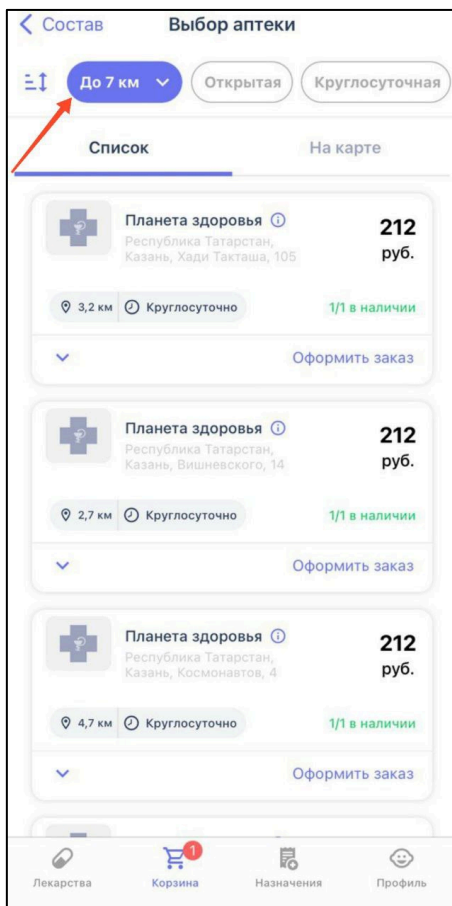 Состав
Выбор аптеки
До 7 км
Открытая
Круглосуточная
Список
На карте
Планета здоровья
212
руб.
Республика Татарстан,
Казань, Хади Такташа, 105
3,2 км
Круглосуточно
1/1 в наличии
Оформить заказ
Планета здоровья
212
руб.
Республика Татарстан,
Казань, Вишневского, 14
2,7 км
Круглосуточно
1/1 в наличии
Оформить заказ
Планета здоровья
212
руб.
Республика Татарстан,
Казань, Космонавтов, 4
4,7 км
Круглосуточно
1/1 в наличии
Оформить заказ
1
Лекарства
Корзина
Назначения
Профиль